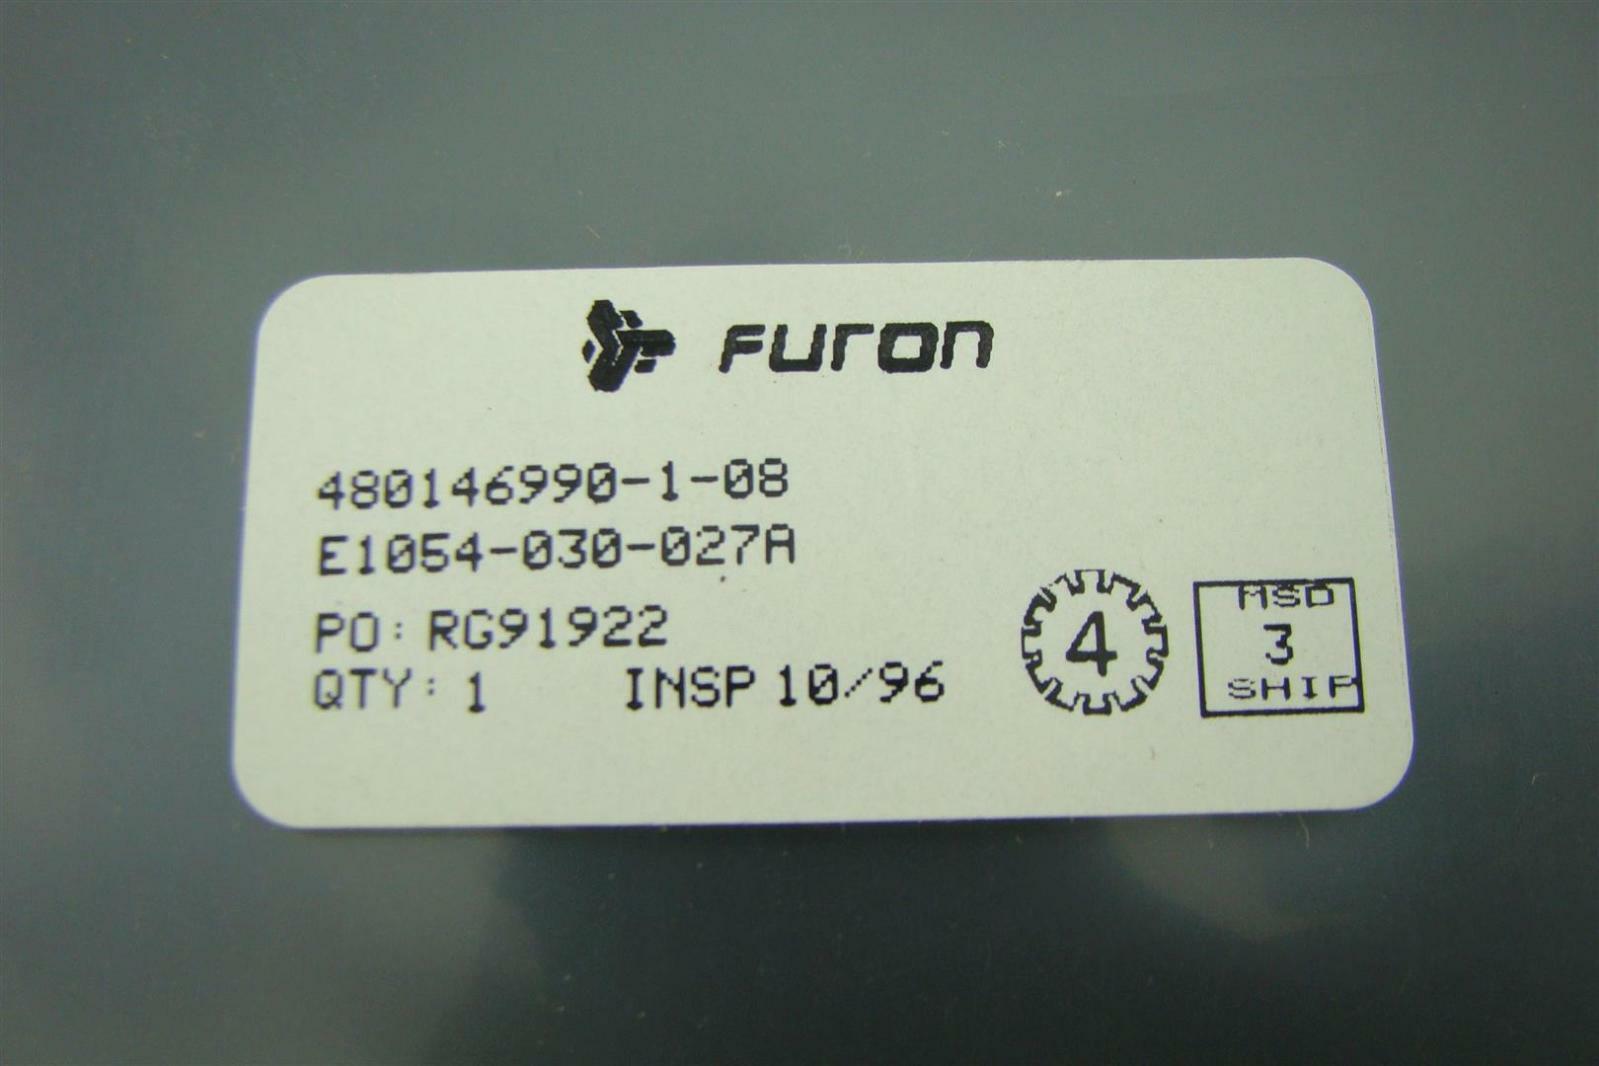 FURON
480146990-1-08
E1054-030-027A
PO: RG91922
QTY: 1 INSP 10/96
4
MSD
3
SHIP